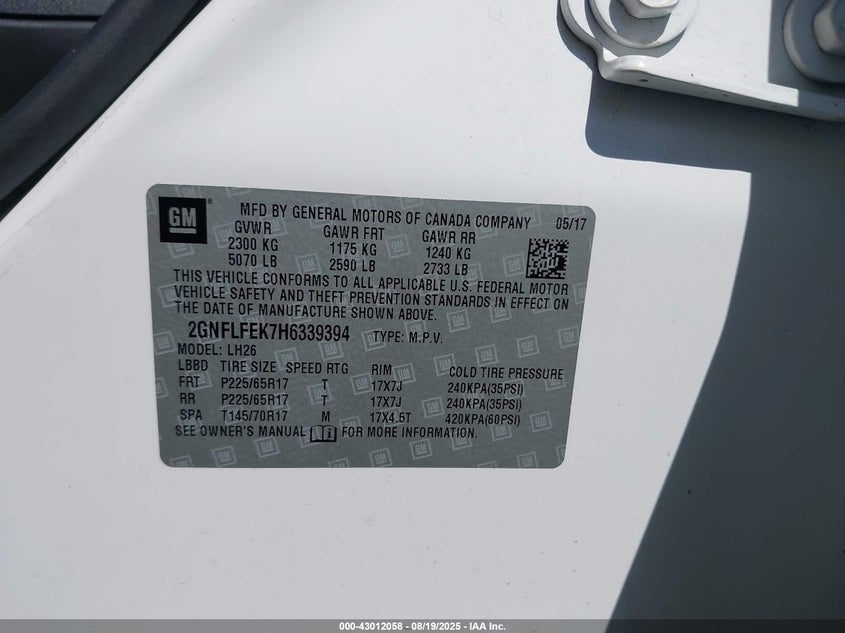 GM ® MFD BY GENERAL MOTORS OF CANADA COMPANY 05/17
GVWR GAWR FRT GAWR RR
2300 KG 1175 KG 1240 KG
5070 LB 2590 LB 2733 LB
THIS VEHICLE CONFORMS TO ALL APPLICABLE U.S. FEDERAL MOTOR
VEHICLE SAFETY AND THEFT PREVENTION STANDARDS IN EFFECT ON
THE DATE OF MANUFACTURE SHOWN ABOVE.
2GNFLFEK7H6339394 TYPE: M.P.V.
MODEL: LH26
LBBD TIRE SIZE SPEED RTG RIM COLD TIRE PRESSURE
FRT P225/65R17 T 17X7J 240KPA(35PSI)
RR P225/65R17 T 17X7J 240KPA(35PSI)
SPA T145/70R17 M 17X4.5T 420KPA(60PSI)
SEE OWNER'S MANUAL FOR MORE INFORMATION.
000-43012058 - 08/19/2025 - IAA Inc.